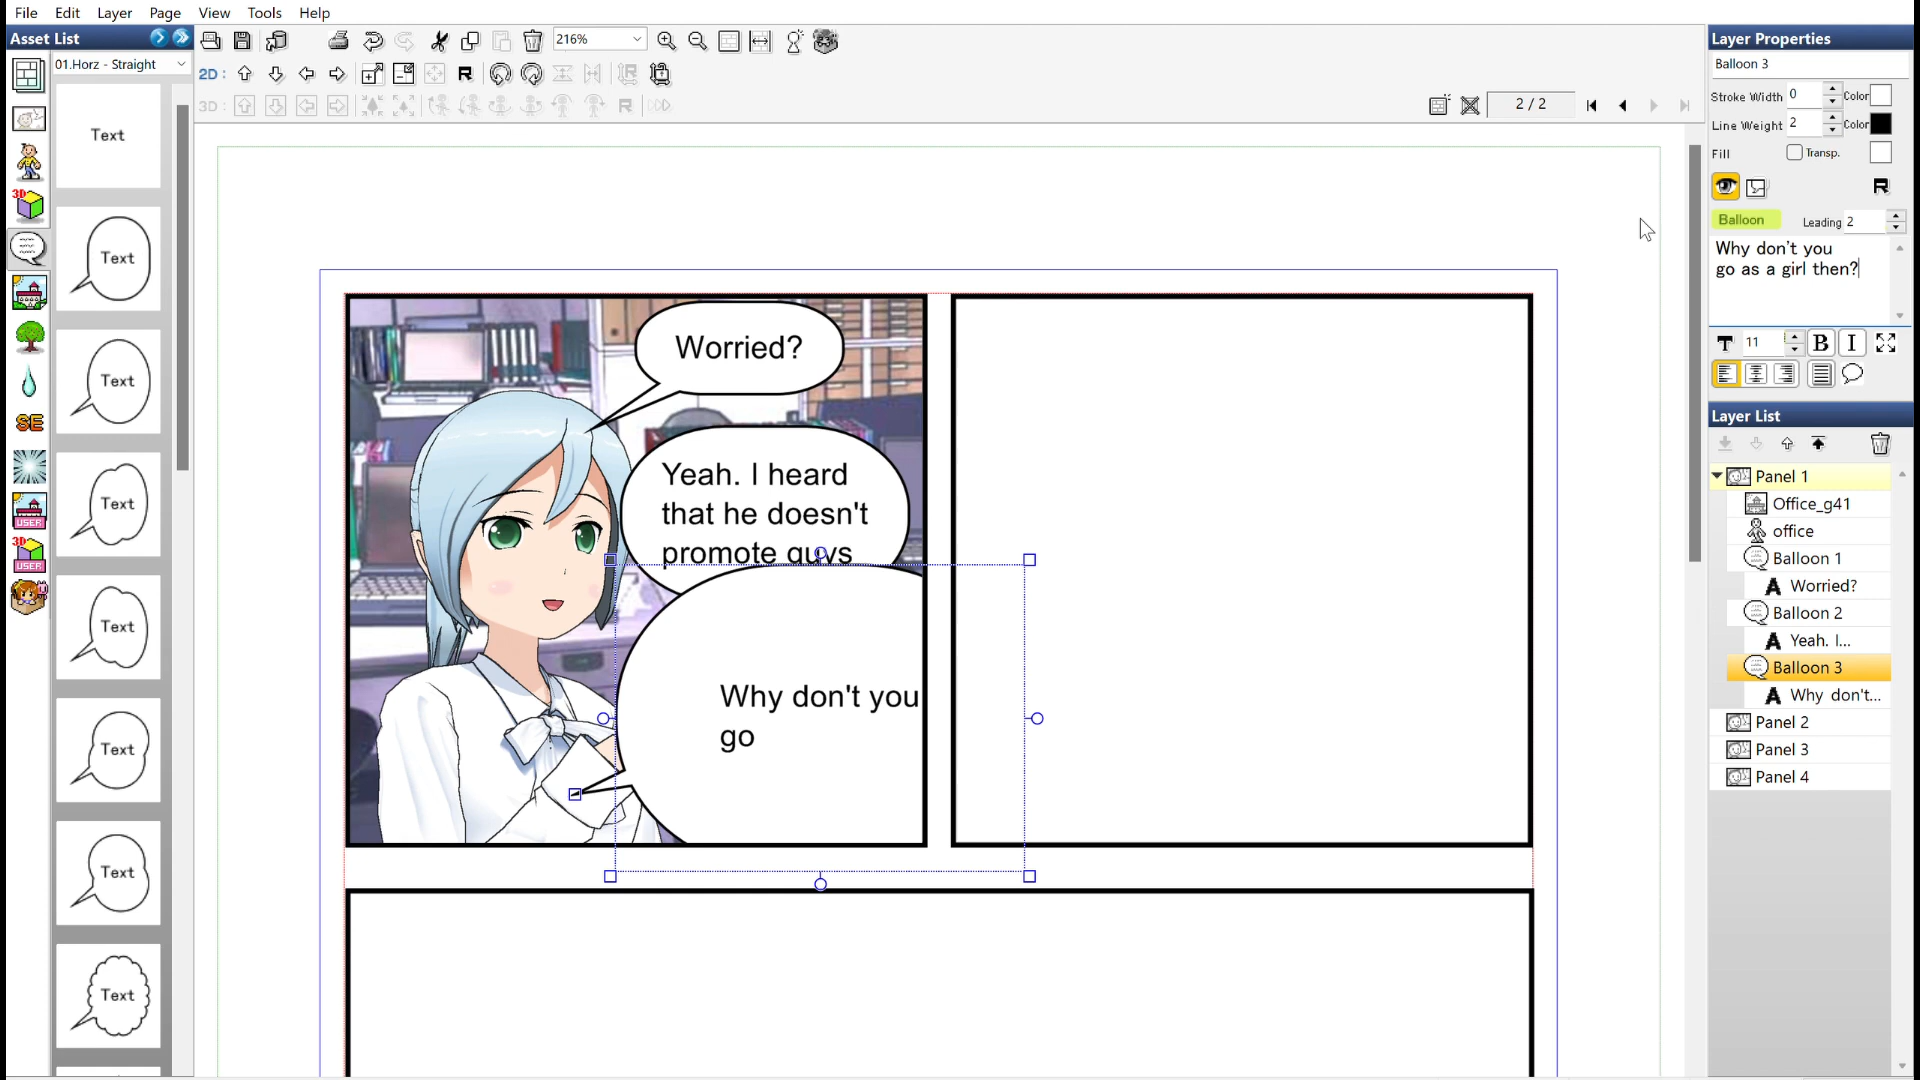 File Edit Layer Page View Tools Help
Asset List
01.Horz - Straight
216%
2D :
3D :
2 / 2
Text
Text
Text
Text
Text
Text
Text
Text
3D
SE
USER
3D
USER
Worried?
Yeah. I heard
that he doesn't
promote guys
Why don't you
go
Layer Properties
Balloon 3
Stroke Width 0 Color
Line Weight 2 Color
Fill Transp.
R
Balloon Leading 2
Why don't you
go as a girl then?
T 11 B I
Layer List
Panel 1
Office_g41
office
Balloon 1
A Worried?
Balloon 2
A Yeah. I...
Balloon 3
A Why don't...
Panel 2
Panel 3
Panel 4